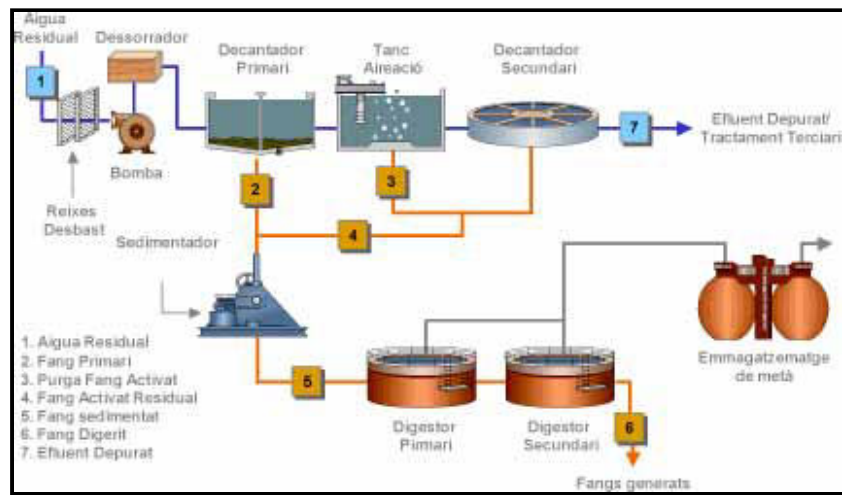 Aigua
Residual
Dessorrador
Decantador
Primari
Tanc
Aireació
Decantador
Secundari
1
7
Efluent Depurat/
Tractament Terciari
Bomba
2
3
Reixes
Desbast
4
Sedimentador
1. Aigua Residual
2. Fang Primari
3. Purga Fang Activat
4. Fang Activat Residual
5. Fang sedimentat
6. Fang Digerit
7. Efluent Depurat
5
Emmagatzematge
de metà
Digestor
Pirmari
Digestor
Secundari
6
Fangs generats